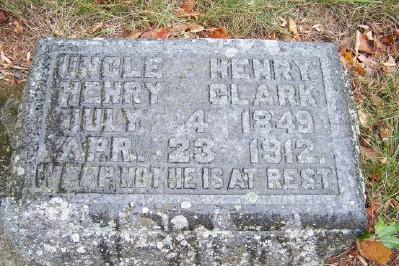 UNCLE HENRY
HENRY CLARK
JULY 4 1849
APR. 23 1912.
WEEP NOT HE IS AT REST